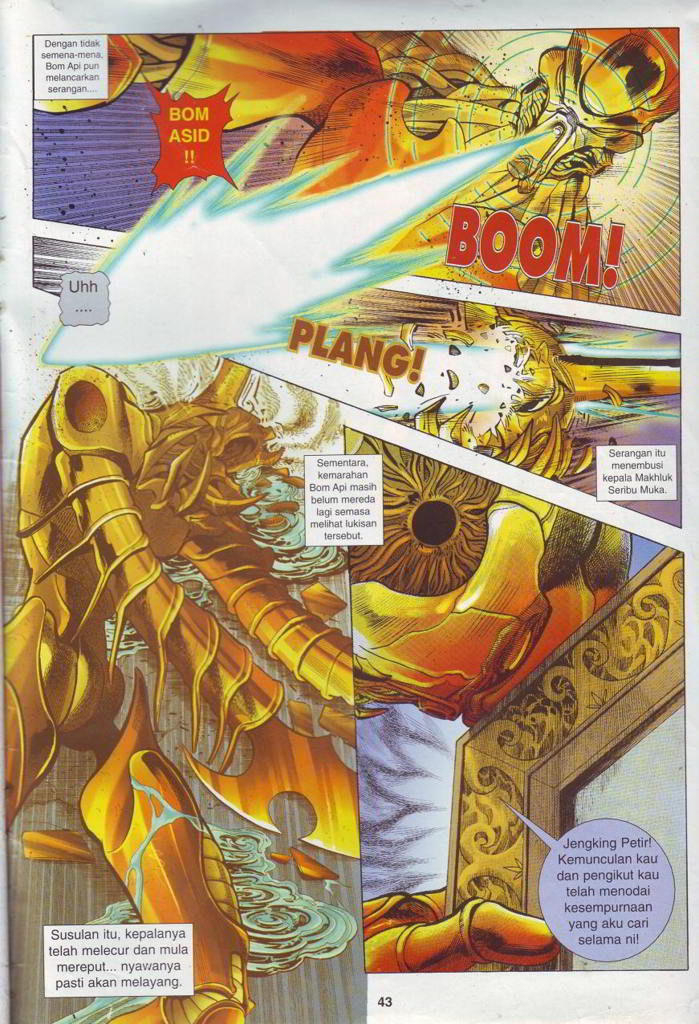 Dengan tidak
semena-mena,
Bom Api pun
melancarkan
serangan....
BOM
ASID
!!
BOOM!
Uhh
....
PLANG!
Serangan itu
menembusi
kepala Makhluk
Seribu Muka.
Sementara,
kemarahan
Bom Api masih
belum mereda
lagi semasa
melihat lukisan
tersebut.
Jengking Petir!
Kemunculan kau
dan pengikut kau
telah menodai
kesempurnaan
yang aku cari
selama ni!
Susulan itu, kepalanya
telah melecur dan mula
mereput... nyawanya
pasti akan melayang.
43